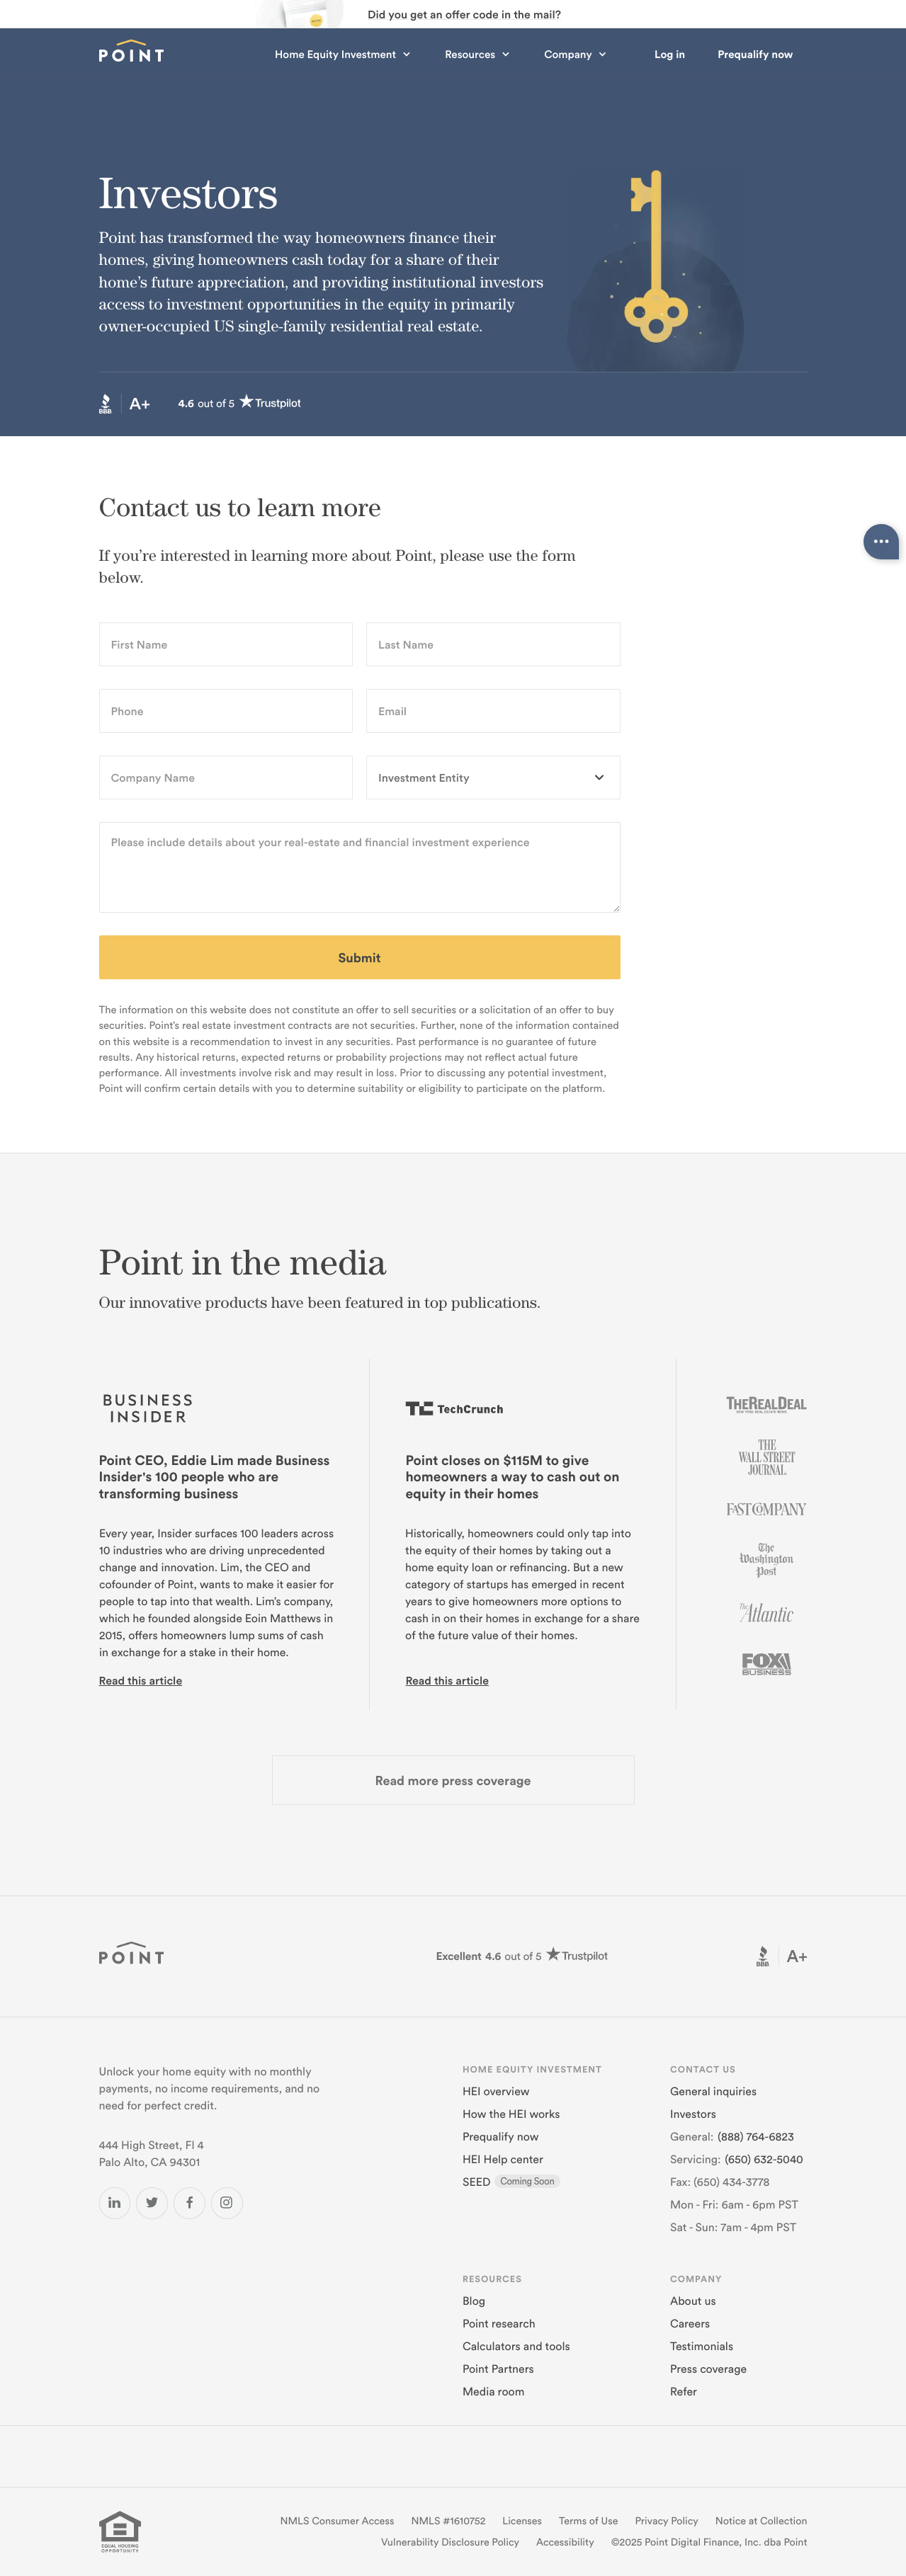 Did you get an offer code in the mail?
POINT
Home Equity Investment
Resources
Company
Log in
Prequalify now
Investors
Point has transformed the way homeowners finance their
homes, giving homeowners cash today for a share of their
home’s future appreciation, and providing institutional investors
access to investment opportunities in the equity in primarily
owner-occupied US single-family residential real estate.
BBB
A+
4.6 out of 5 Trustpilot
Contact us to learn more
If you’re interested in learning more about Point, please use the form
below.
First Name
Last Name
Phone
Email
Company Name
Investment Entity
Please include details about your real-estate and financial investment experience
Submit
The information on this website does not constitute an offer to sell securities or a solicitation of an offer to buy
securities. Point's real estate investment contracts are not securities. Further, none of the information contained
on this website is a recommendation to invest in any securities. Past performance is no guarantee of future
results. Any historical returns, expected returns or probability projections may not reflect actual future
performance. All investments involve risk and may result in loss. Prior to discussing any potential investment,
Point will confirm certain details with you to determine suitability or eligibility to participate on the platform.
Point in the media
Our innovative products have been featured in top publications.
BUSINESS
INSIDER
Point CEO, Eddie Lim made Business
Insider's 100 people who are
transforming business
Every year, Insider surfaces 100 leaders across
10 industries who are driving unprecedented
change and innovation. Lim, the CEO and
cofounder of Point, wants to make it easier for
people to tap into that wealth. Lim’s company,
which he founded alongside Eoin Matthews in
2015, offers homeowners lump sums of cash
in exchange for a stake in their home.
Read this article
TC TechCrunch
Point closes on $115M to give
homeowners a way to cash out on
equity in their homes
Historically, homeowners could only tap into
the equity of their homes by taking out a
home equity loan or refinancing. But a new
category of startups has emerged in recent
years to give homeowners more options to
cash in on their homes in exchange for a share
of the future value of their homes.
Read this article
THE REAL DEAL
NEW YORK REAL ESTATE NEWS
THE
WALL STREET
JOURNAL.
FAST COMPANY
The
Washington
Post
The Atlantic
FOX
BUSINESS
Read more press coverage
POINT
Excellent 4.6 out of 5 Trustpilot
BBB
A+
Unlock your home equity with no monthly
payments, no income requirements, and no
need for perfect credit.
444 High Street, Fl 4
Palo Alto, CA 94301
HOME EQUITY INVESTMENT
HEI overview
How the HEI works
Prequalify now
HEI Help center
SEED Coming Soon
CONTACT US
General inquiries
Investors
General: (888) 764-6823
Servicing: (650) 632-5040
Fax: (650) 434-3778
Mon - Fri: 6am - 6pm PST
Sat - Sun: 7am - 4pm PST
RESOURCES
Blog
Point research
Calculators and tools
Point Partners
Media room
COMPANY
About us
Careers
Testimonials
Press coverage
Refer
EQUAL HOUSING
OPPORTUNITY
NMLS Consumer Access
NMLS #1610752
Licenses
Terms of Use
Privacy Policy
Notice at Collection
Vulnerability Disclosure Policy
Accessibility
©2025 Point Digital Finance, Inc. dba Point